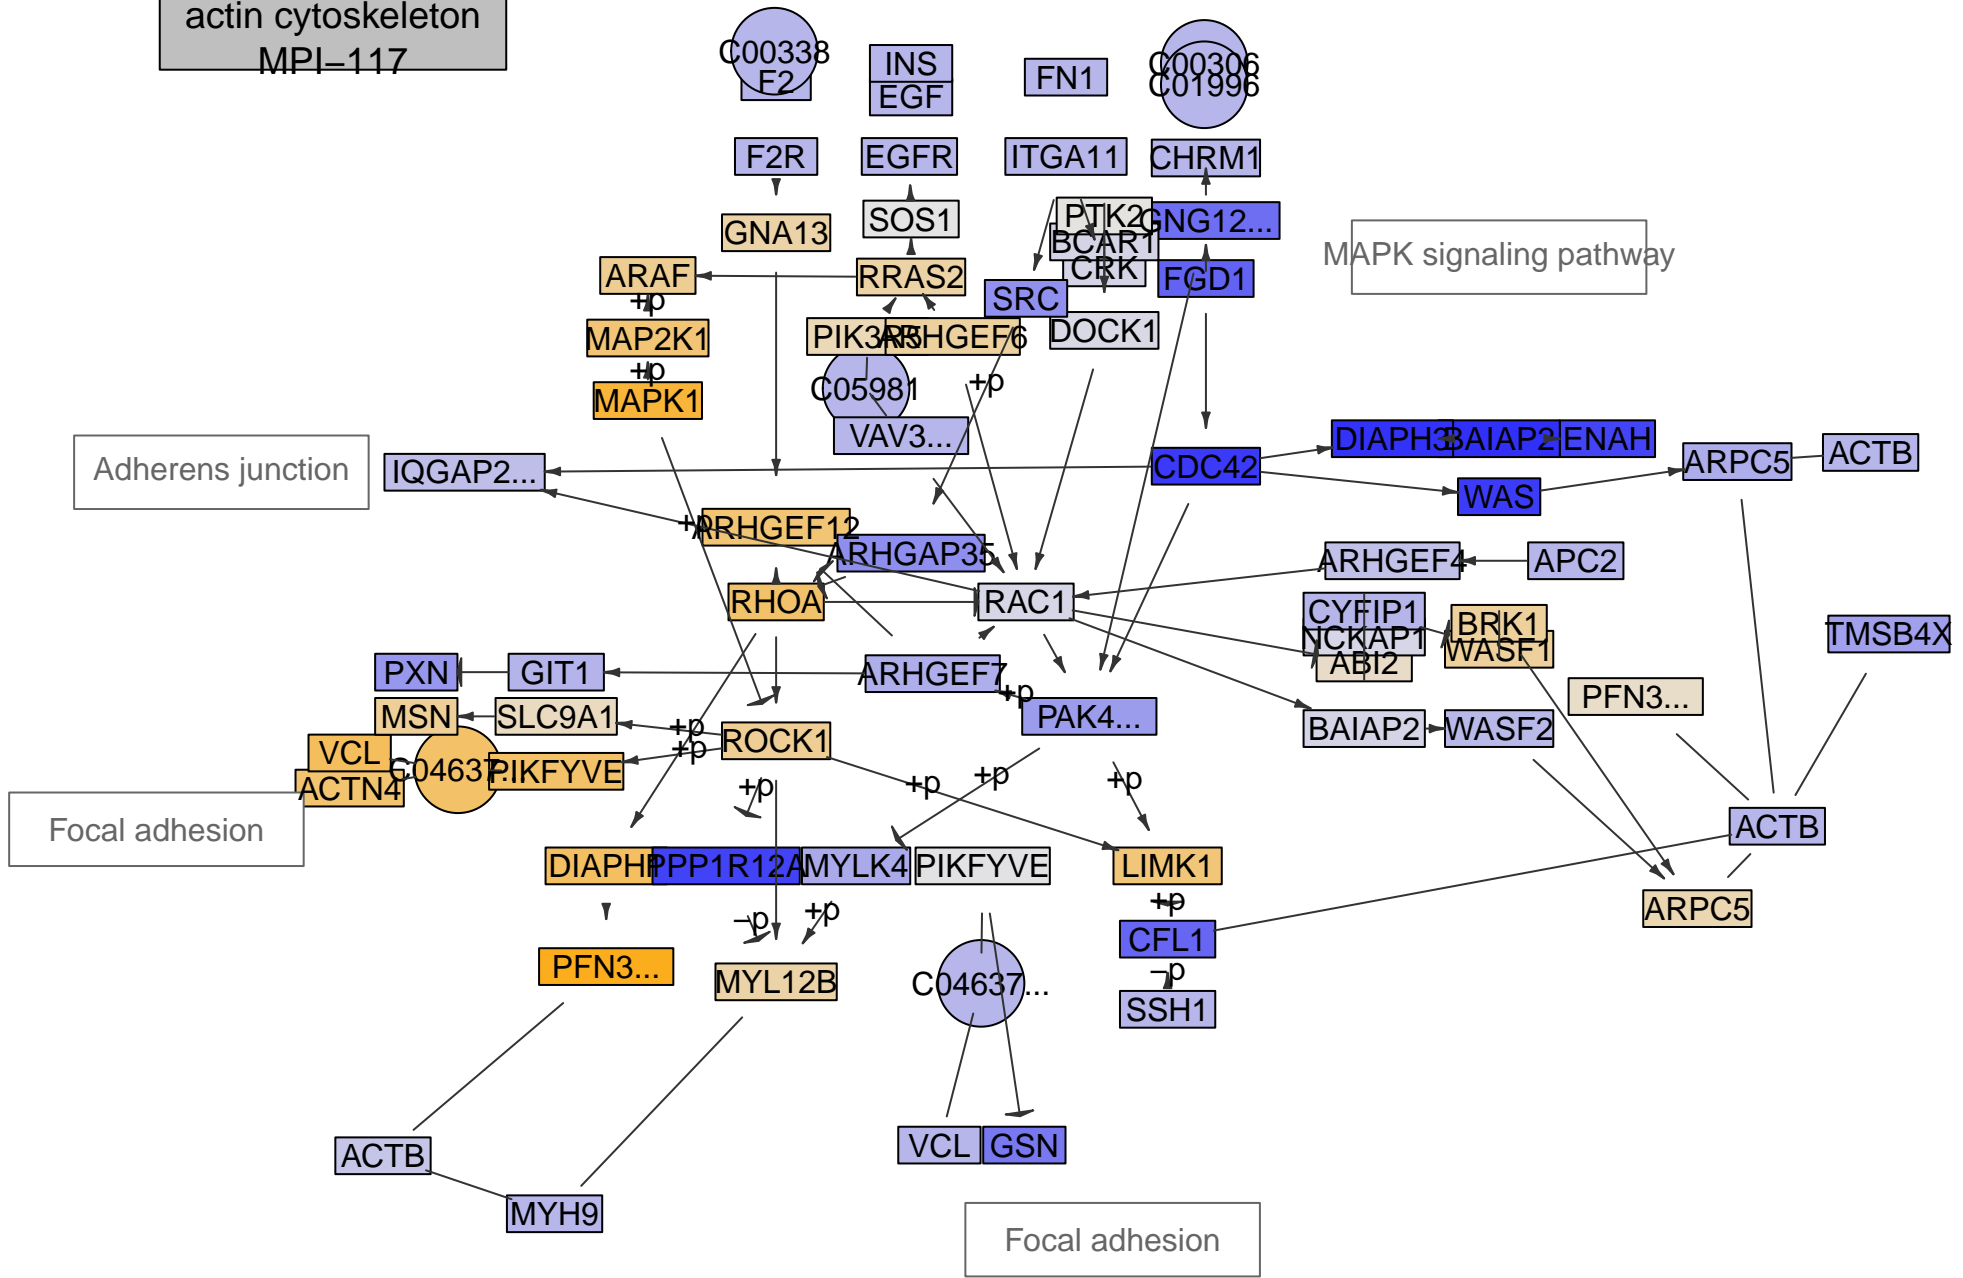 actin cytoskeleton
MPI−117
C00338
F2
INS
EGF
FN1
C00306
C01996
F2R
EGFR
ITGA11
CHRM1
GNA13
SOS1
PTK2
GNG12...
BCAR1
CRK
MAPK signaling pathway
ARAF
RRAS2
SRC
FGD1
+p
MAP2K1
PIK3R5
ARHGEF6
DOCK1
+p
MAPK1
C05981
+p
VAV3...
DIAPH3
BAIAP2
ENAH
ARPC5
ACTB
Adherens junction
IQGAP2...
CDC42
WAS
+p
ARHGEF12
ARHGAP35
ARHGEF4
APC2
RHOA
RAC1
CYFIP1
NCKAP1
ABI2
BRK1
WASF1
TMSB4X
PXN
GIT1
ARHGEF7
+p
PFN3...
MSN
SLC9A1
+p
PAK4...
BAIAP2
WASF2
VCL
ACTN4
C04637...
PIKFYVE
+p
ROCK1
+p
+p
+p
+p
Focal adhesion
ACTB
PPP1R12A
MYLK4
PIKFYVE
LIMK1
ARPC5
−p
+p
+p
CFL1
PFN3...
MYL12B
C04637...
−p
SSH1
ACTB
VCL
GSN
MYH9
Focal adhesion